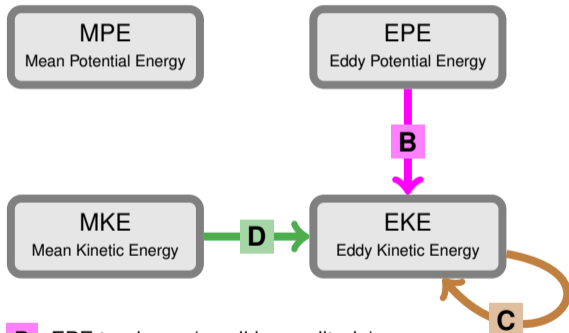 MPE
Mean Potential Energy
EPE
Eddy Potential Energy
B
MKE
Mean Kinetic Energy
D
EKE
Eddy Kinetic Energy
C